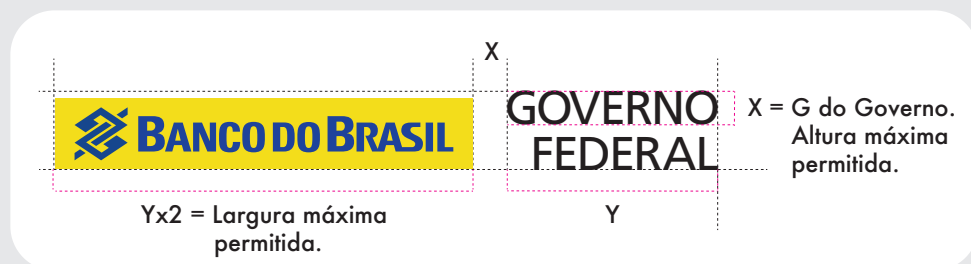 X
BANCO DO BRASIL
GOVERNO
FEDERAL
X = G do Governo.
Altura máxima
permitida.
Yx2 = Largura máxima
permitida.
Y